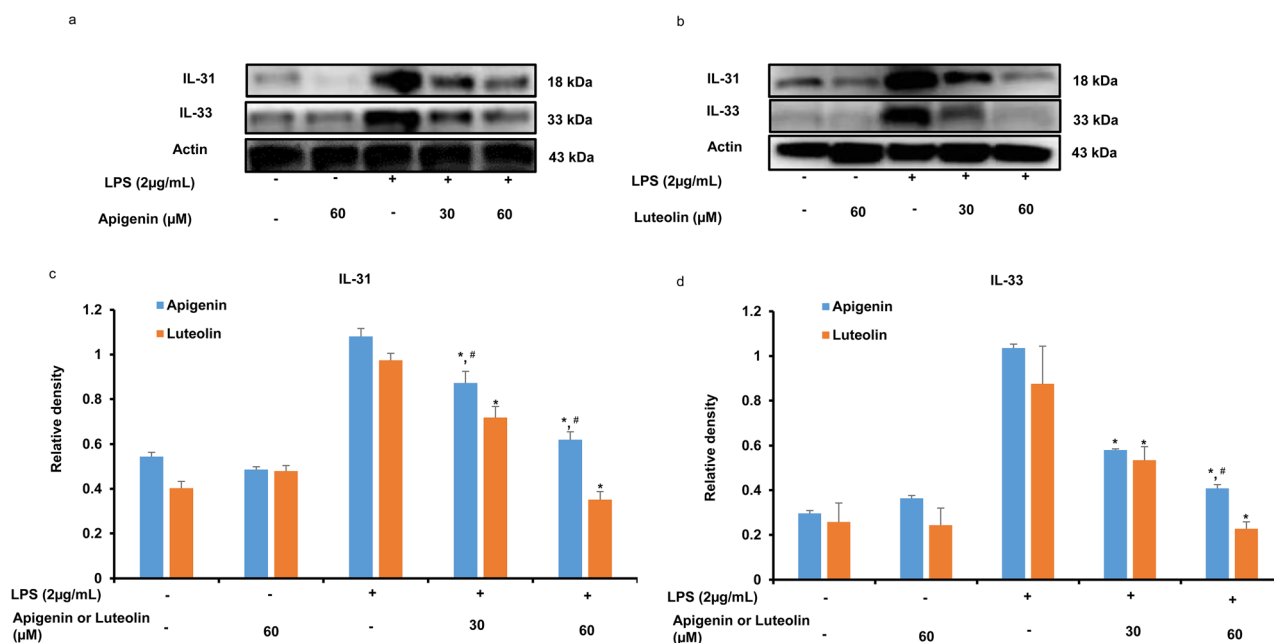 a
IL-31 18 kDa
IL-33 33 kDa
Actin 43 kDa
LPS (2µg/mL) - - + + +
Apigenin (µM) - 60 - 30 60
b
IL-31 18 kDa
IL-33 33 kDa
Actin 43 kDa
LPS (2µg/mL) - - + + +
Luteolin (µM) - 60 - 30 60
c
IL-31
Apigenin
Luteolin
Relative density
1.2
1
0.8
0.6
0.4
0.2
0
*, #
*
*, #
*
LPS (2µg/mL) - - + + +
Apigenin or Luteolin
(µM) - 60 - 30 60
d
IL-33
Apigenin
Luteolin
Relative density
1.2
1
0.8
0.6
0.4
0.2
0
* *
*, #
*
LPS (2µg/mL) - - + + +
Apigenin or Luteolin
(µM) - 60 - 30 60